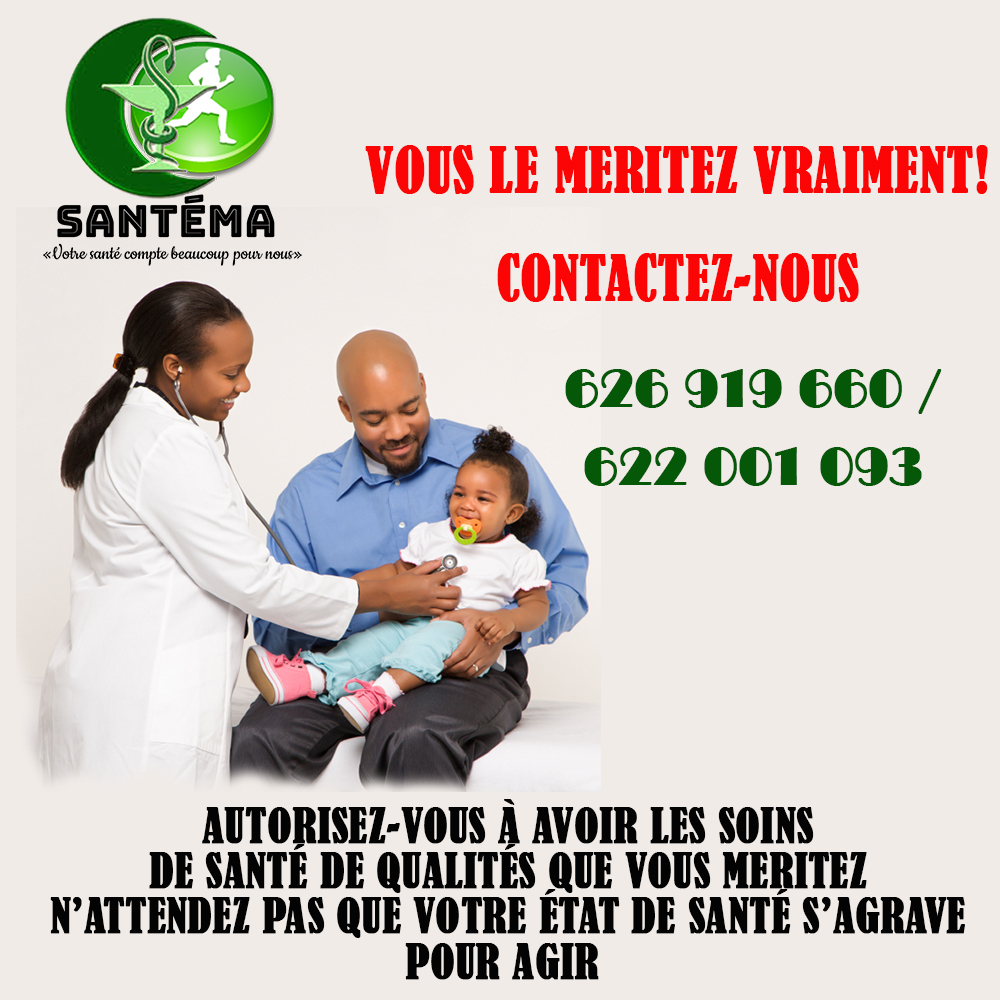 SANTÉMA
«Votre santé compte beaucoup pour nous»
VOUS LE MERITEZ VRAIMENT!
CONTACTEZ-NOUS
626 919 660 /
622 001 093
AUTORISEZ-VOUS À AVOIR LES SOINS
DE SANTÉ DE QUALITÉS QUE VOUS MERITEZ
N'ATTENDEZ PAS QUE VOTRE ÉTAT DE SANTÉ S'AGRAVE
POUR AGIR